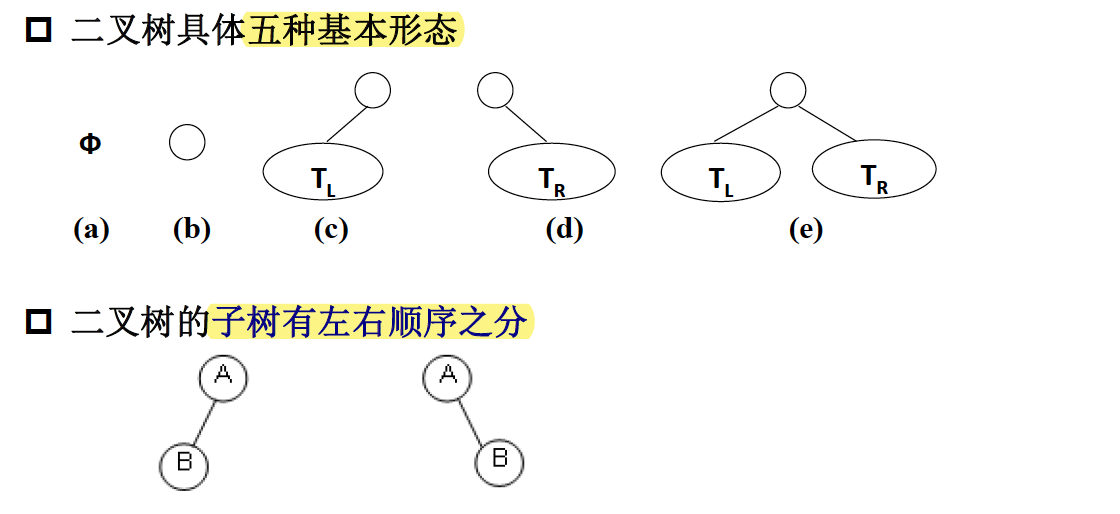 二叉树具体五种基本形态
Φ
T_L T_R T_L T_R
(a) (b) (c) (d) (e)
二叉树的子树有左右顺序之分
A A
B B